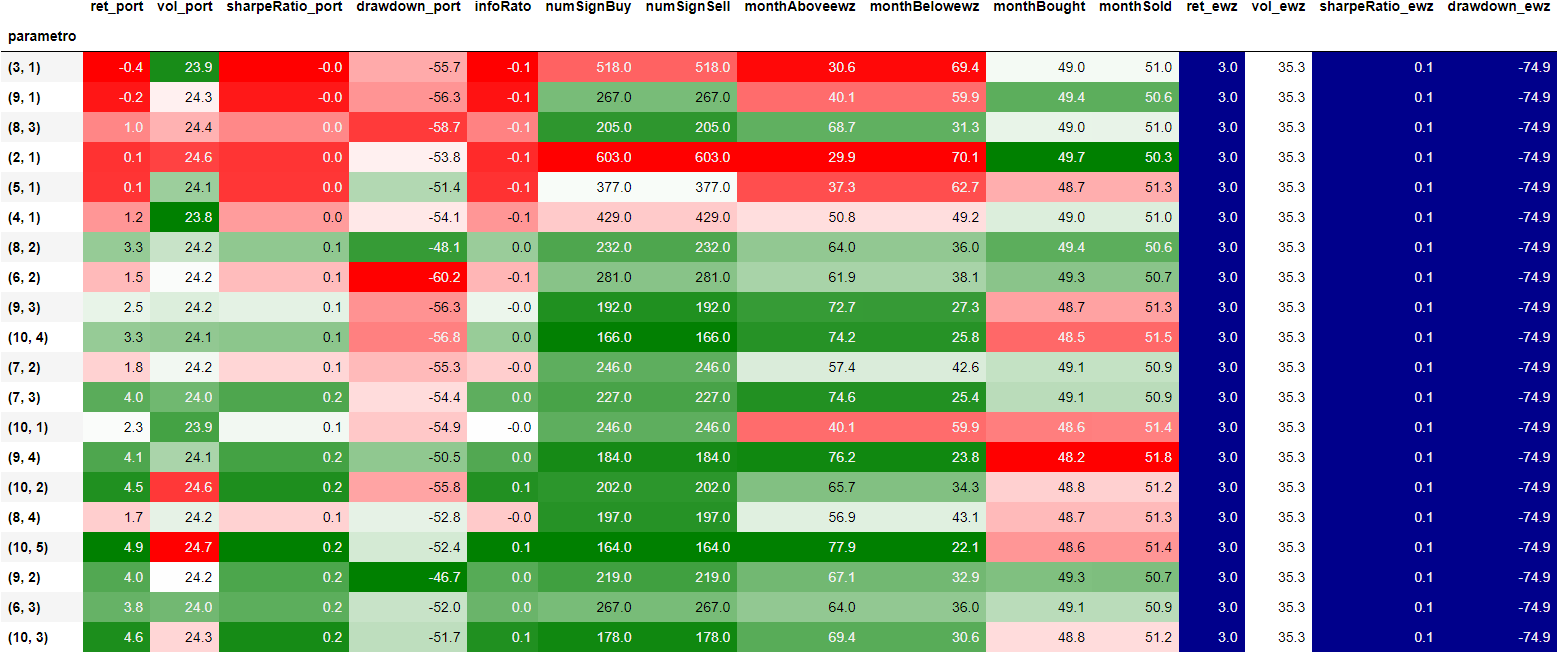 ret_port vol_port sharpeRatio_port drawdown_port infoRato numSignBuy numSignSell monthAboveewz monthBelowewz monthBought monthSold ret_ewz vol_ewz sharpeRatio_ewz drawdown_ewz
parametro
(3, 1) -0.4 23.9 -0.0 -55.7 -0.1 518.0 518.0 30.6 69.4 49.0 51.0 3.0 35.3 0.1 -74.9
(9, 1) -0.2 24.3 -0.0 -56.3 -0.1 267.0 267.0 40.1 59.9 49.4 50.6 3.0 35.3 0.1 -74.9
(8, 3) 1.0 24.4 0.0 -58.7 -0.1 205.0 205.0 68.7 31.3 49.0 51.0 3.0 35.3 0.1 -74.9
(2, 1) 0.1 24.6 0.0 -53.8 -0.1 603.0 603.0 29.9 70.1 49.7 50.3 3.0 35.3 0.1 -74.9
(5, 1) 0.1 24.1 0.0 -51.4 -0.1 377.0 377.0 37.3 62.7 48.7 51.3 3.0 35.3 0.1 -74.9
(4, 1) 1.2 23.8 0.0 -54.1 -0.1 429.0 429.0 50.8 49.2 49.0 51.0 3.0 35.3 0.1 -74.9
(8, 2) 3.3 24.2 0.1 -48.1 0.0 232.0 232.0 64.0 36.0 49.4 50.6 3.0 35.3 0.1 -74.9
(6, 2) 1.5 24.2 0.1 -60.2 -0.1 281.0 281.0 61.9 38.1 49.3 50.7 3.0 35.3 0.1 -74.9
(9, 3) 2.5 24.2 0.1 -56.3 -0.0 192.0 192.0 72.7 27.3 48.7 51.3 3.0 35.3 0.1 -74.9
(10, 4) 3.3 24.1 0.1 -56.8 0.0 166.0 166.0 74.2 25.8 48.5 51.5 3.0 35.3 0.1 -74.9
(7, 2) 1.8 24.2 0.1 -55.3 -0.0 246.0 246.0 57.4 42.6 49.1 50.9 3.0 35.3 0.1 -74.9
(7, 3) 4.0 24.0 0.2 -54.4 0.0 227.0 227.0 74.6 25.4 49.1 50.9 3.0 35.3 0.1 -74.9
(10, 1) 2.3 23.9 0.1 -54.9 -0.0 246.0 246.0 40.1 59.9 48.6 51.4 3.0 35.3 0.1 -74.9
(9, 4) 4.1 24.1 0.2 -50.5 0.0 184.0 184.0 76.2 23.8 48.2 51.8 3.0 35.3 0.1 -74.9
(10, 2) 4.5 24.6 0.2 -55.8 0.1 202.0 202.0 65.7 34.3 48.8 51.2 3.0 35.3 0.1 -74.9
(8, 4) 1.7 24.2 0.1 -52.8 -0.0 197.0 197.0 56.9 43.1 48.7 51.3 3.0 35.3 0.1 -74.9
(10, 5) 4.9 24.7 0.2 -52.4 0.1 164.0 164.0 77.9 22.1 48.6 51.4 3.0 35.3 0.1 -74.9
(9, 2) 4.0 24.2 0.2 -46.7 0.0 219.0 219.0 67.1 32.9 49.3 50.7 3.0 35.3 0.1 -74.9
(6, 3) 3.8 24.0 0.2 -52.0 0.0 267.0 267.0 64.0 36.0 49.1 50.9 3.0 35.3 0.1 -74.9
(10, 3) 4.6 24.3 0.2 -51.7 0.1 178.0 178.0 69.4 30.6 48.8 51.2 3.0 35.3 0.1 -74.9